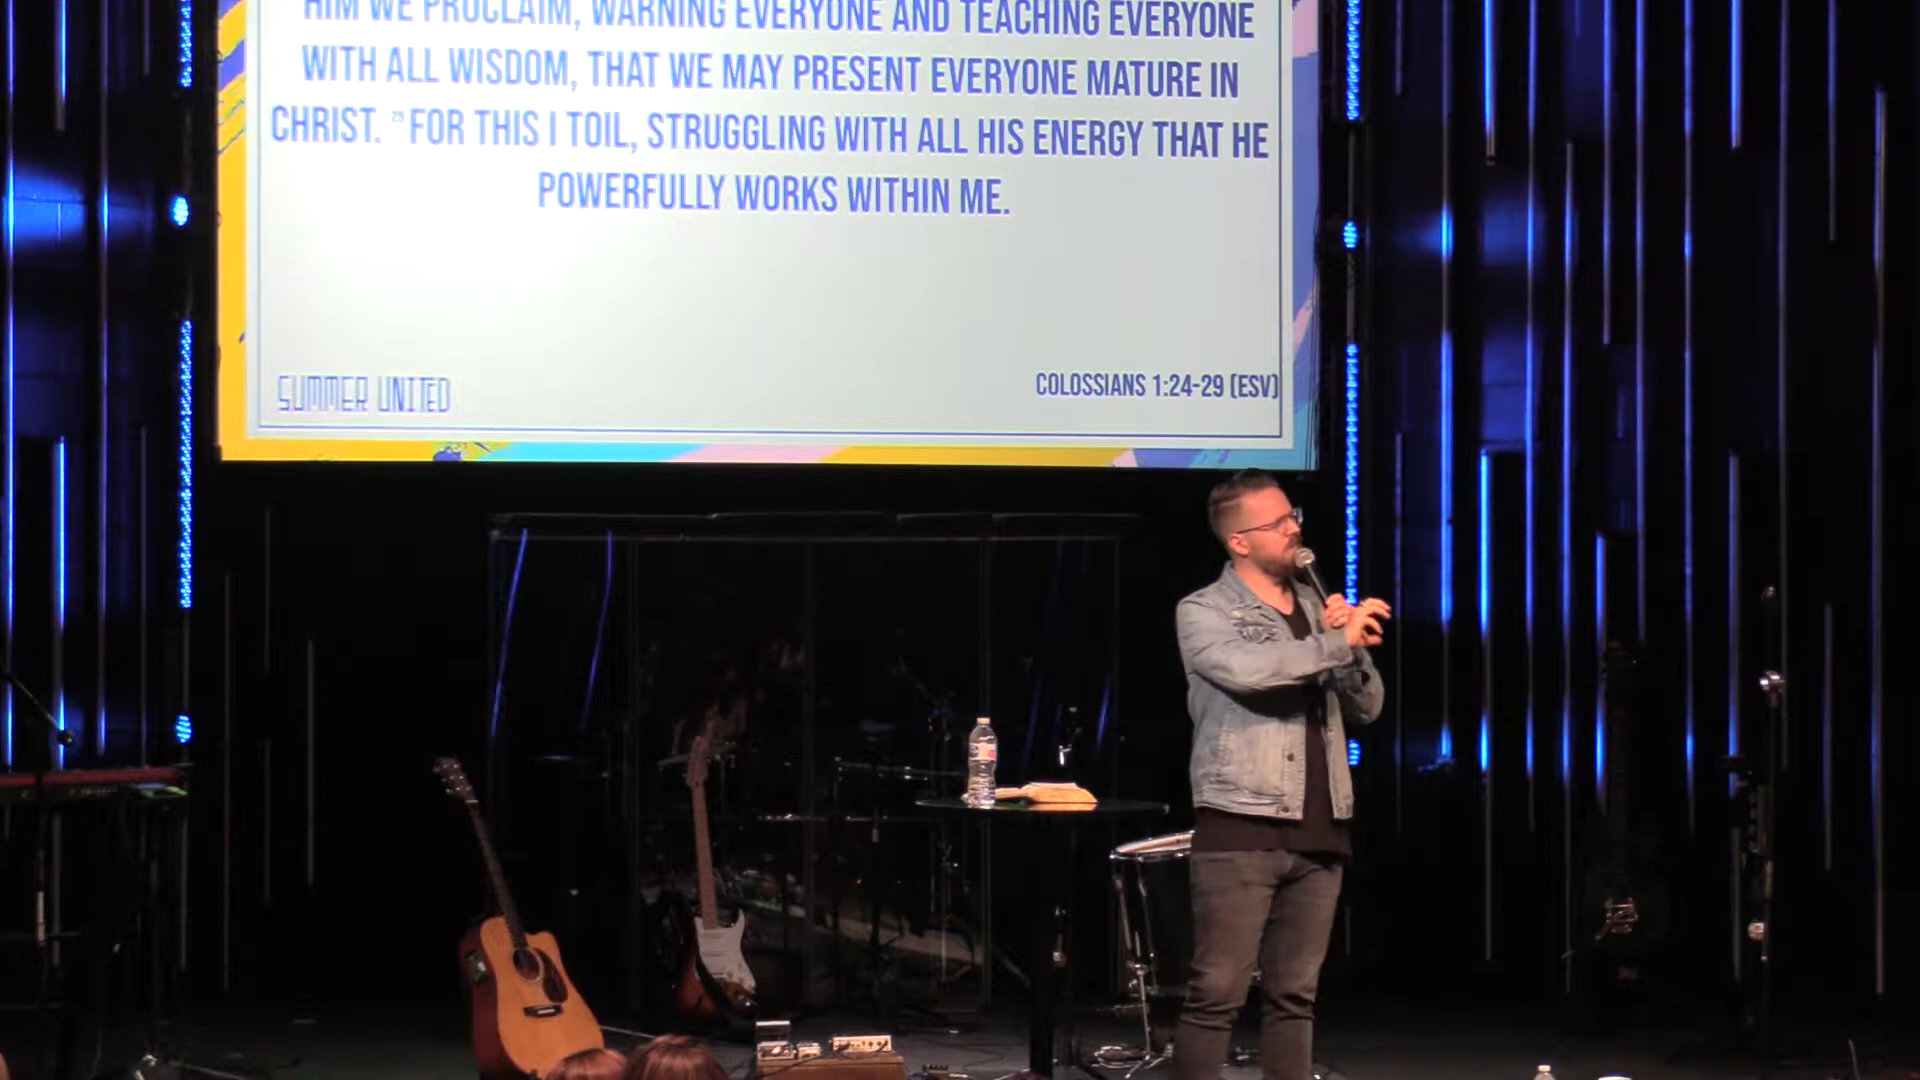 HIM WE PROCLAIM, WARNING EVERYONE AND TEACHING EVERYONE
WITH ALL WISDOM, THAT WE MAY PRESENT EVERYONE MATURE IN
CHRIST. 29 FOR THIS I TOIL, STRUGGLING WITH ALL HIS ENERGY THAT HE
POWERFULLY WORKS WITHIN ME.
SUMMER UNITED
COLOSSIANS 1:24-29 (ESV)